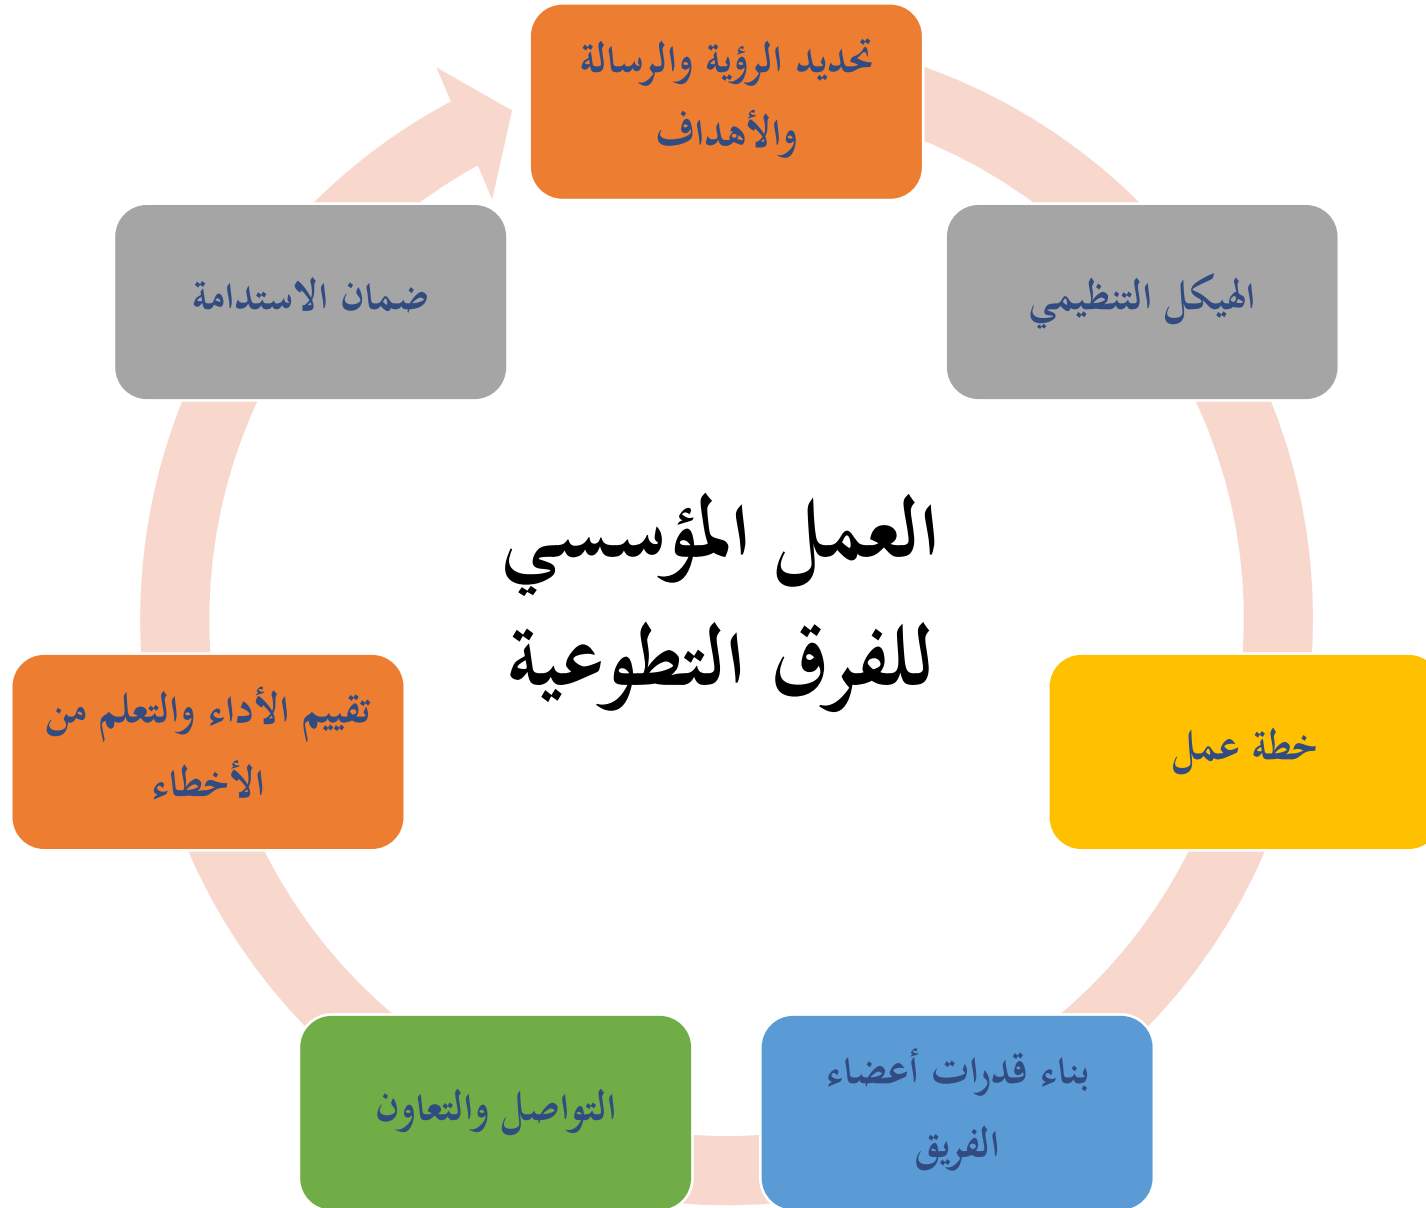 تحديد الرؤية والرسالة
والأهداف
الهيكل التنظيمي
خطة عمل
بناء قدرات أعضاء
الفريق
التواصل والتعاون
تقييم الأداء والتعلم من
الأخطاء
ضمان الاستدامة
العمل المؤسسي
للفرق التطوعية